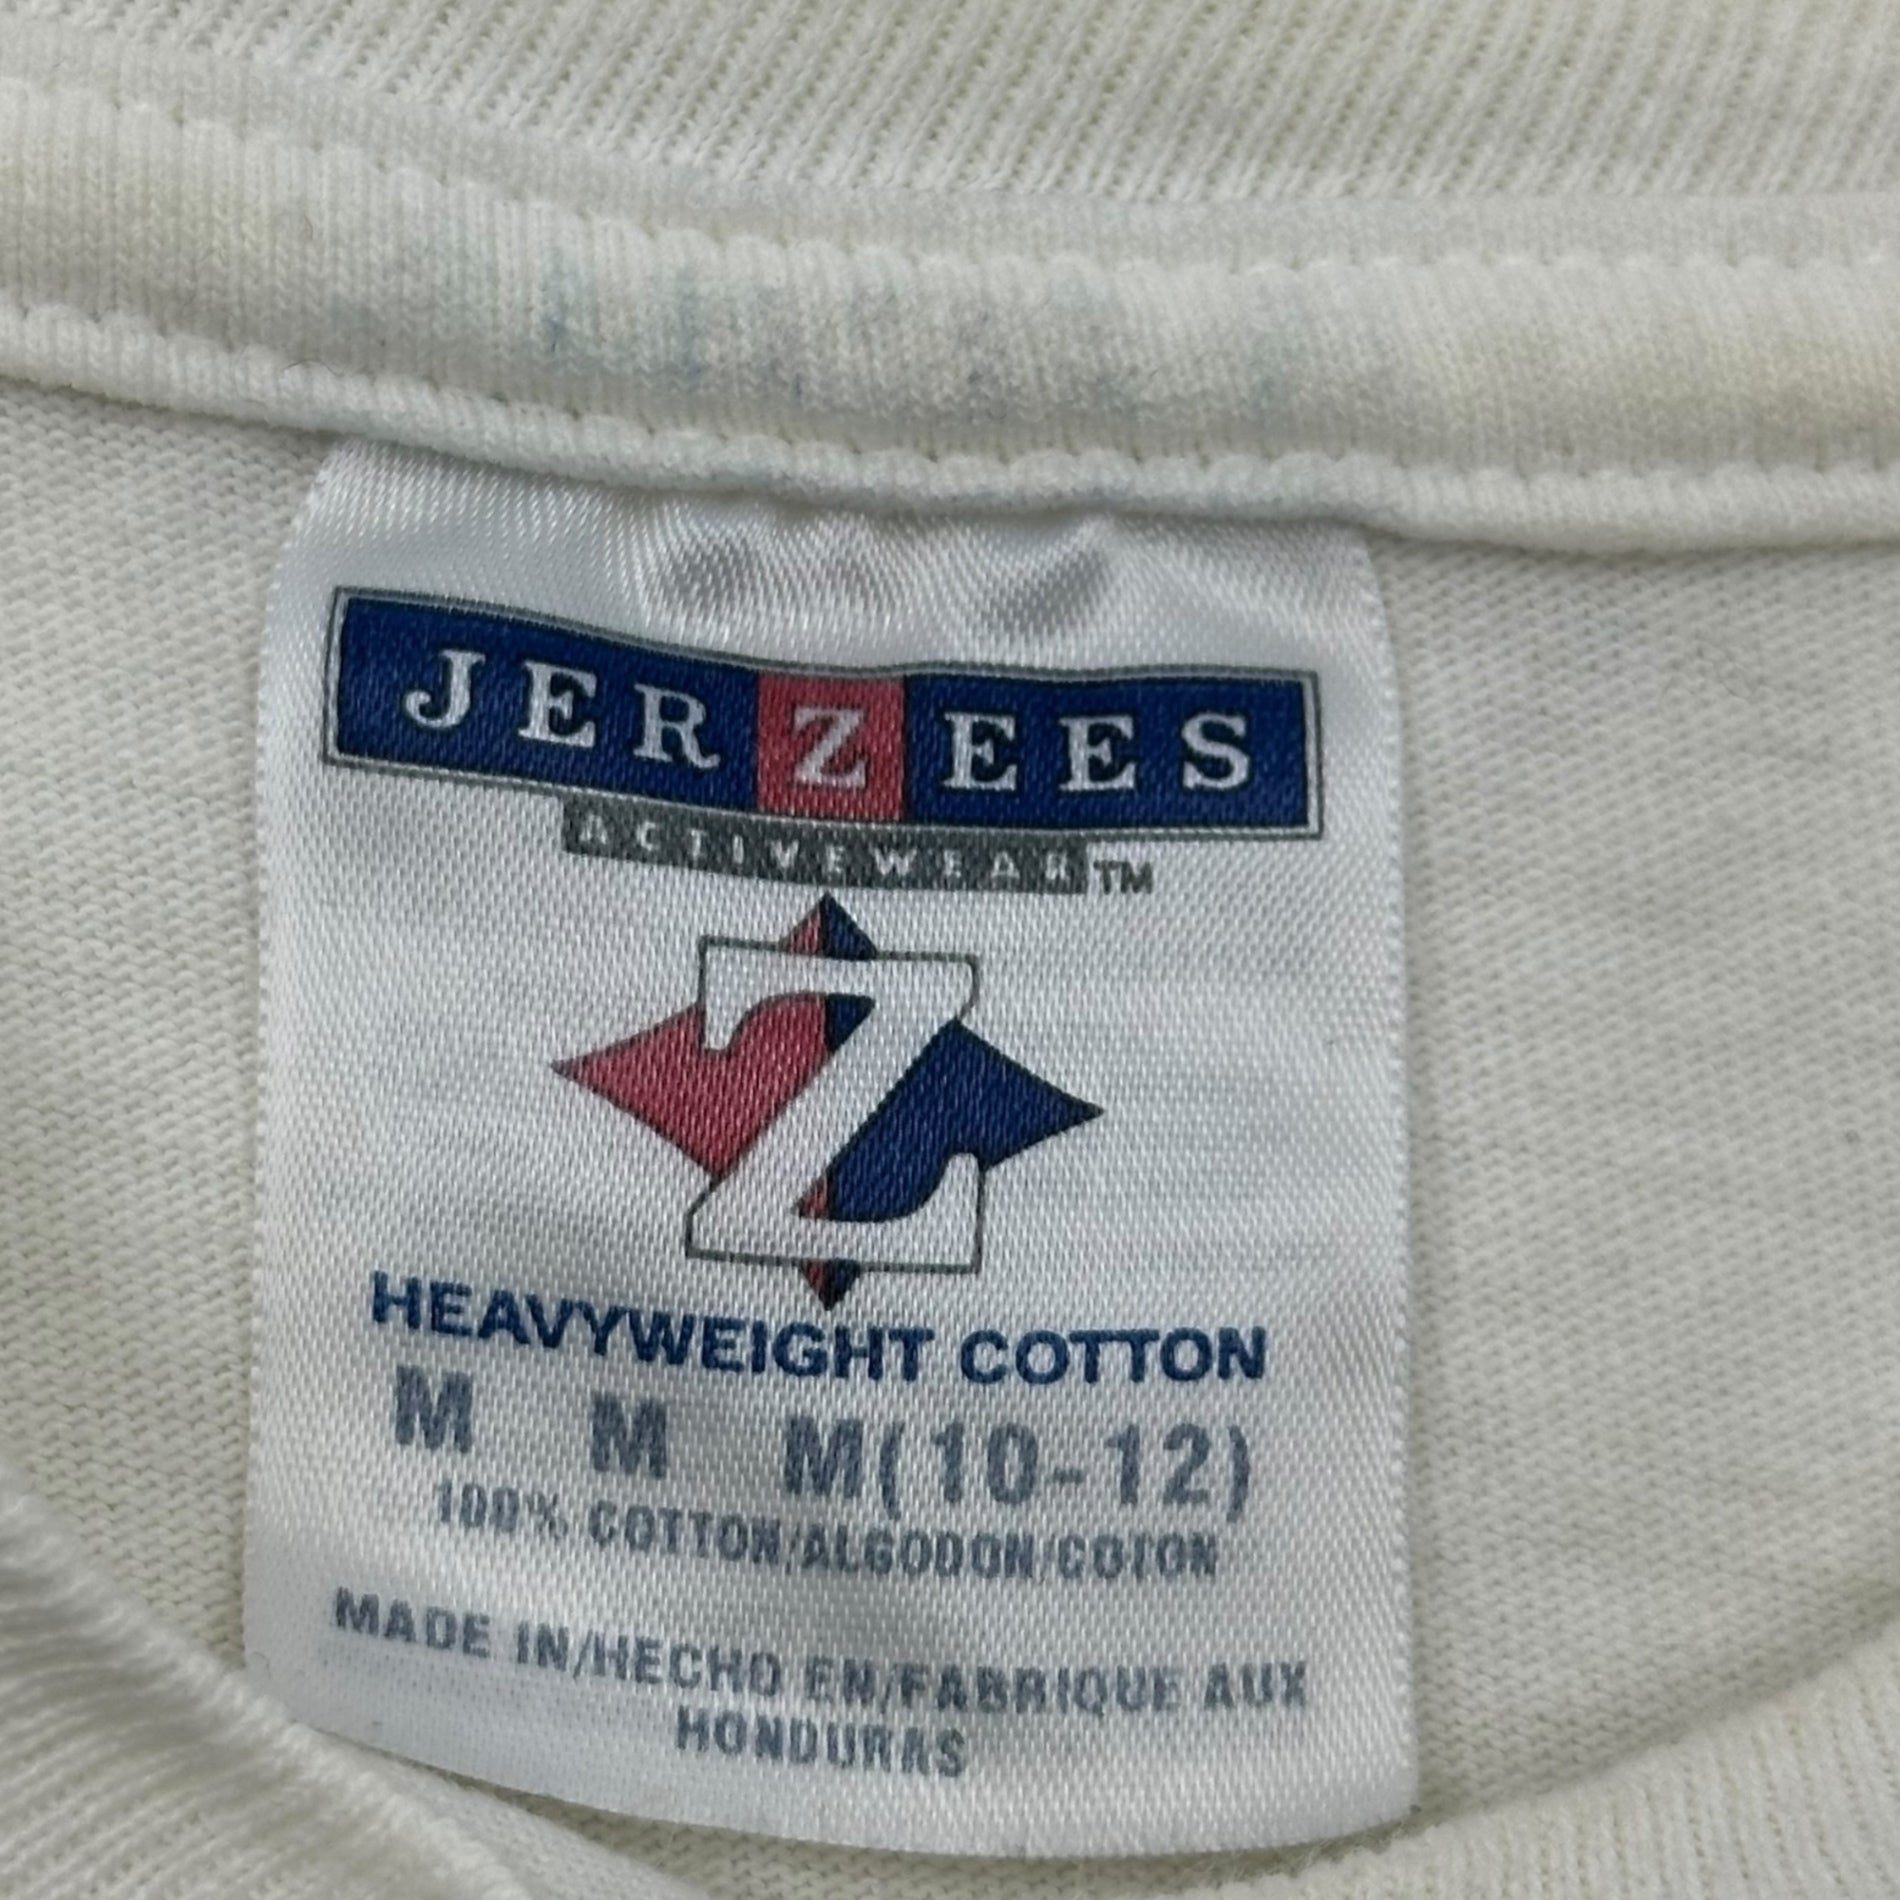 JERZEES
ACTIVEWEAR™
Z
HEAVYWEIGHT COTTON
M M M(10-12)
100% COTTON/ALGODON/COTON
MADE IN/HECHO EN/FABRIQUE AUX
HONDURAS